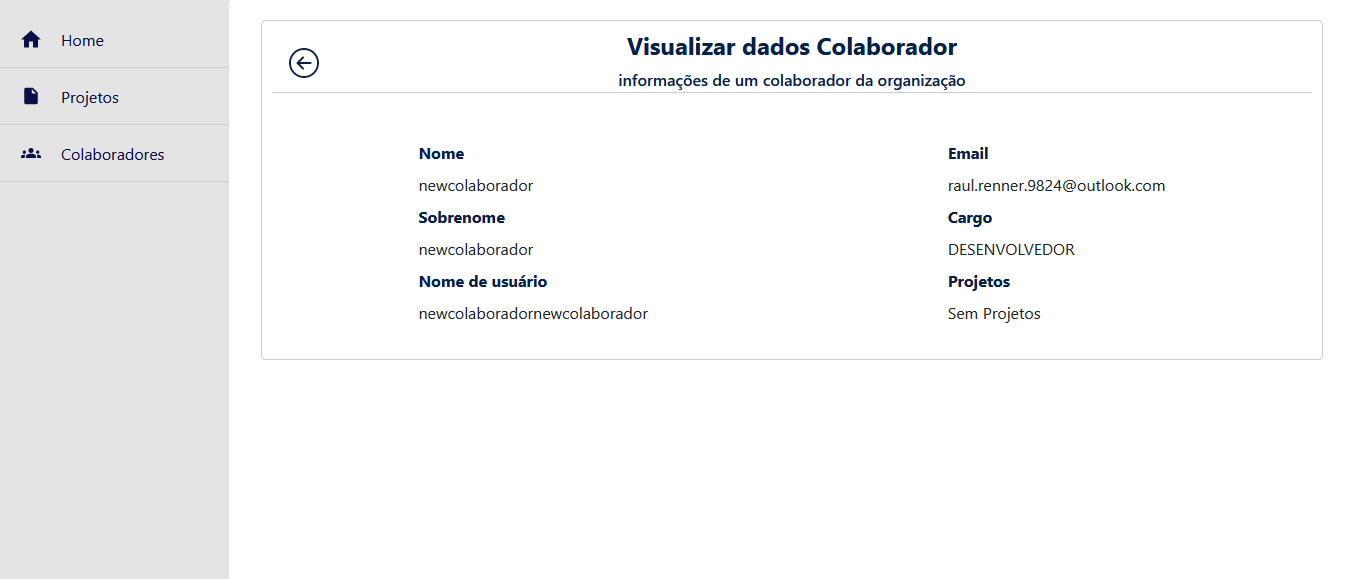 Home
Projetos
Colaboradores
Visualizar dados Colaborador
informações de um colaborador da organização
Nome
newcolaborador
Sobrenome
newcolaborador
Nome de usuário
newcolaboradornewcolaborador
Email
raul.renner.9824@outlook.com
Cargo
DESENVOLVEDOR
Projetos
Sem Projetos